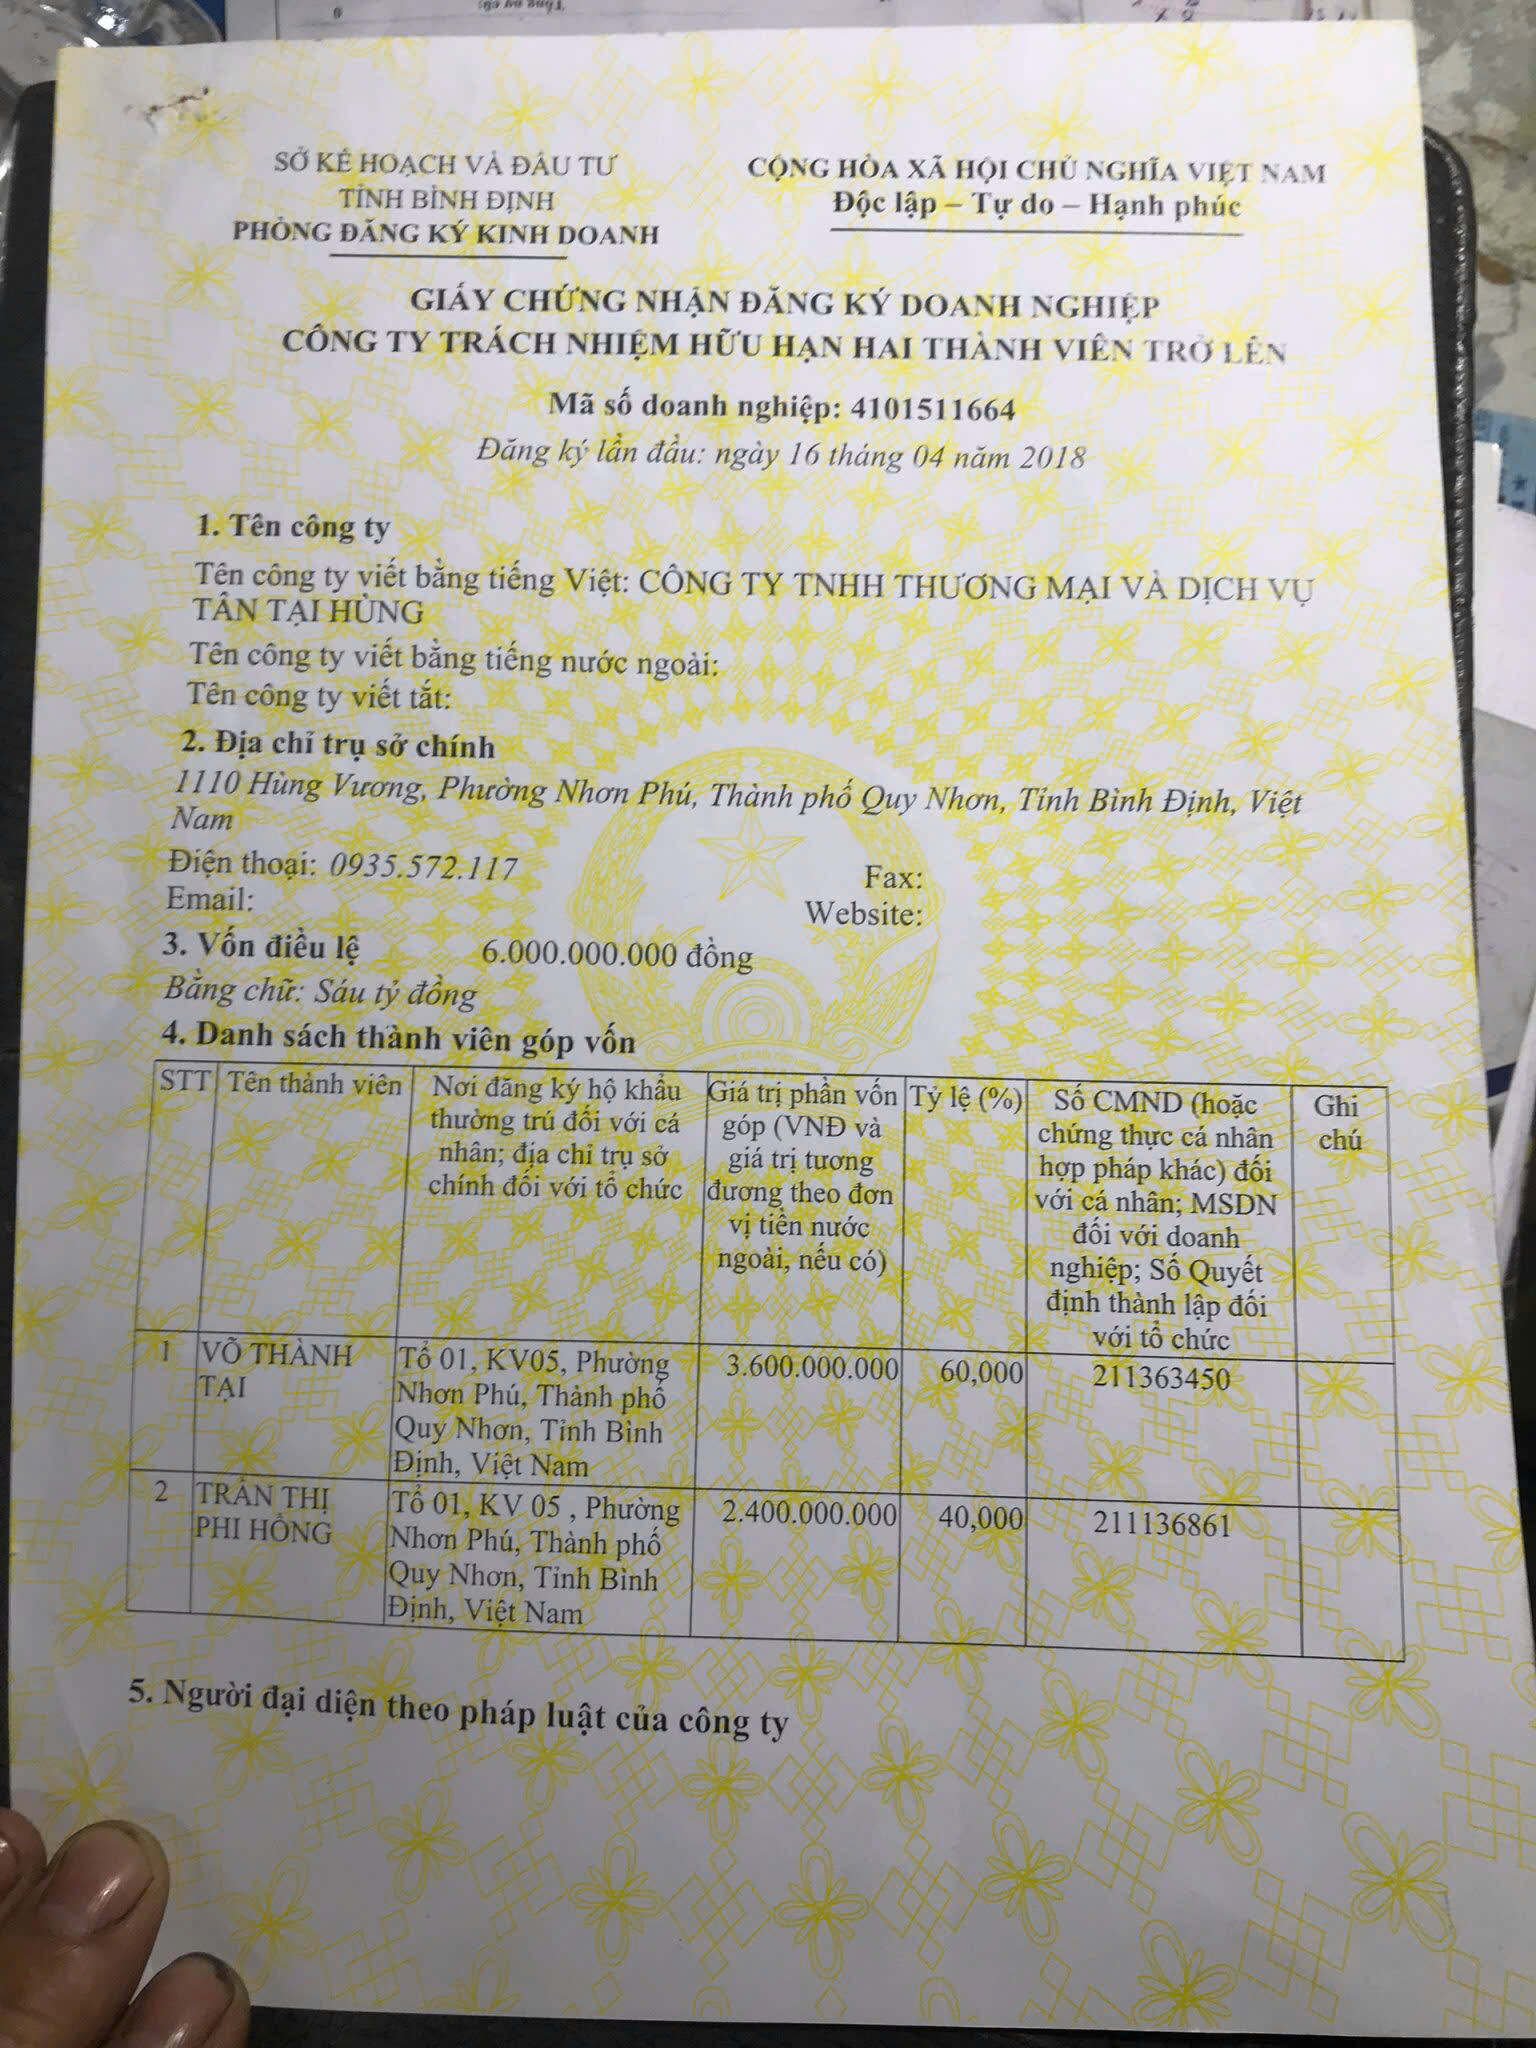 SỞ KẾ HOẠCH VÀ ĐẦU TƯ
TỈNH BÌNH ĐỊNH
PHÒNG ĐĂNG KÝ KINH DOANH
CỘNG HÒA XÃ HỘI CHỦ NGHĨA VIỆT NAM
Độc lập – Tự do – Hạnh phúc
GIẤY CHỨNG NHẬN ĐĂNG KÝ DOANH NGHIỆP
CÔNG TY TRÁCH NHIỆM HỮU HẠN HAI THÀNH VIÊN TRỞ LÊN
Mã số doanh nghiệp: 4101511664
Đăng ký lần đầu: ngày 16 tháng 04 năm 2018
1. Tên công ty
Tên công ty viết bằng tiếng Việt: CÔNG TY TNHH THƯƠNG MẠI VÀ DỊCH VỤ
TÂN TẠI HÙNG
Tên công ty viết bằng tiếng nước ngoài:
Tên công ty viết tắt:
2. Địa chỉ trụ sở chính
1110 Hùng Vương, Phường Nhơn Phú, Thành phố Quy Nhơn, Tỉnh Bình Định, Việt
Nam
Điện thoại: 0935.572.117
Fax:
Email:
Website:
3. Vốn điều lệ 6.000.000.000 đồng
Bằng chữ: Sáu tỷ đồng
4. Danh sách thành viên góp vốn
STT
Tên thành viên
Nơi đăng ký hộ khẩu
thường trú đối với cá
nhân; địa chỉ trụ sở
chính đối với tổ chức
Giá trị phần vốn
góp (VNĐ và
giá trị tương
đương theo đơn
vị tiền nước
ngoài, nếu có)
Tỷ lệ (%)
Số CMND (hoặc
chứng thực cá nhân
hợp pháp khác) đối
với cá nhân; MSDN
đối với doanh
nghiệp; Số Quyết
định thành lập đối
với tổ chức
Ghi
chú
1
VÕ THÀNH
TẠI
Tổ 01, KV05, Phường
Nhơn Phú, Thành phố
Quy Nhơn, Tỉnh Bình
Định, Việt Nam
3.600.000.000
60,000
211363450
2
TRẦN THỊ
PHI HỒNG
Tổ 01, KV 05 , Phường
Nhơn Phú, Thành phố
Quy Nhơn, Tỉnh Bình
Định, Việt Nam
2.400.000.000
40,000
211136861
5. Người đại diện theo pháp luật của công ty